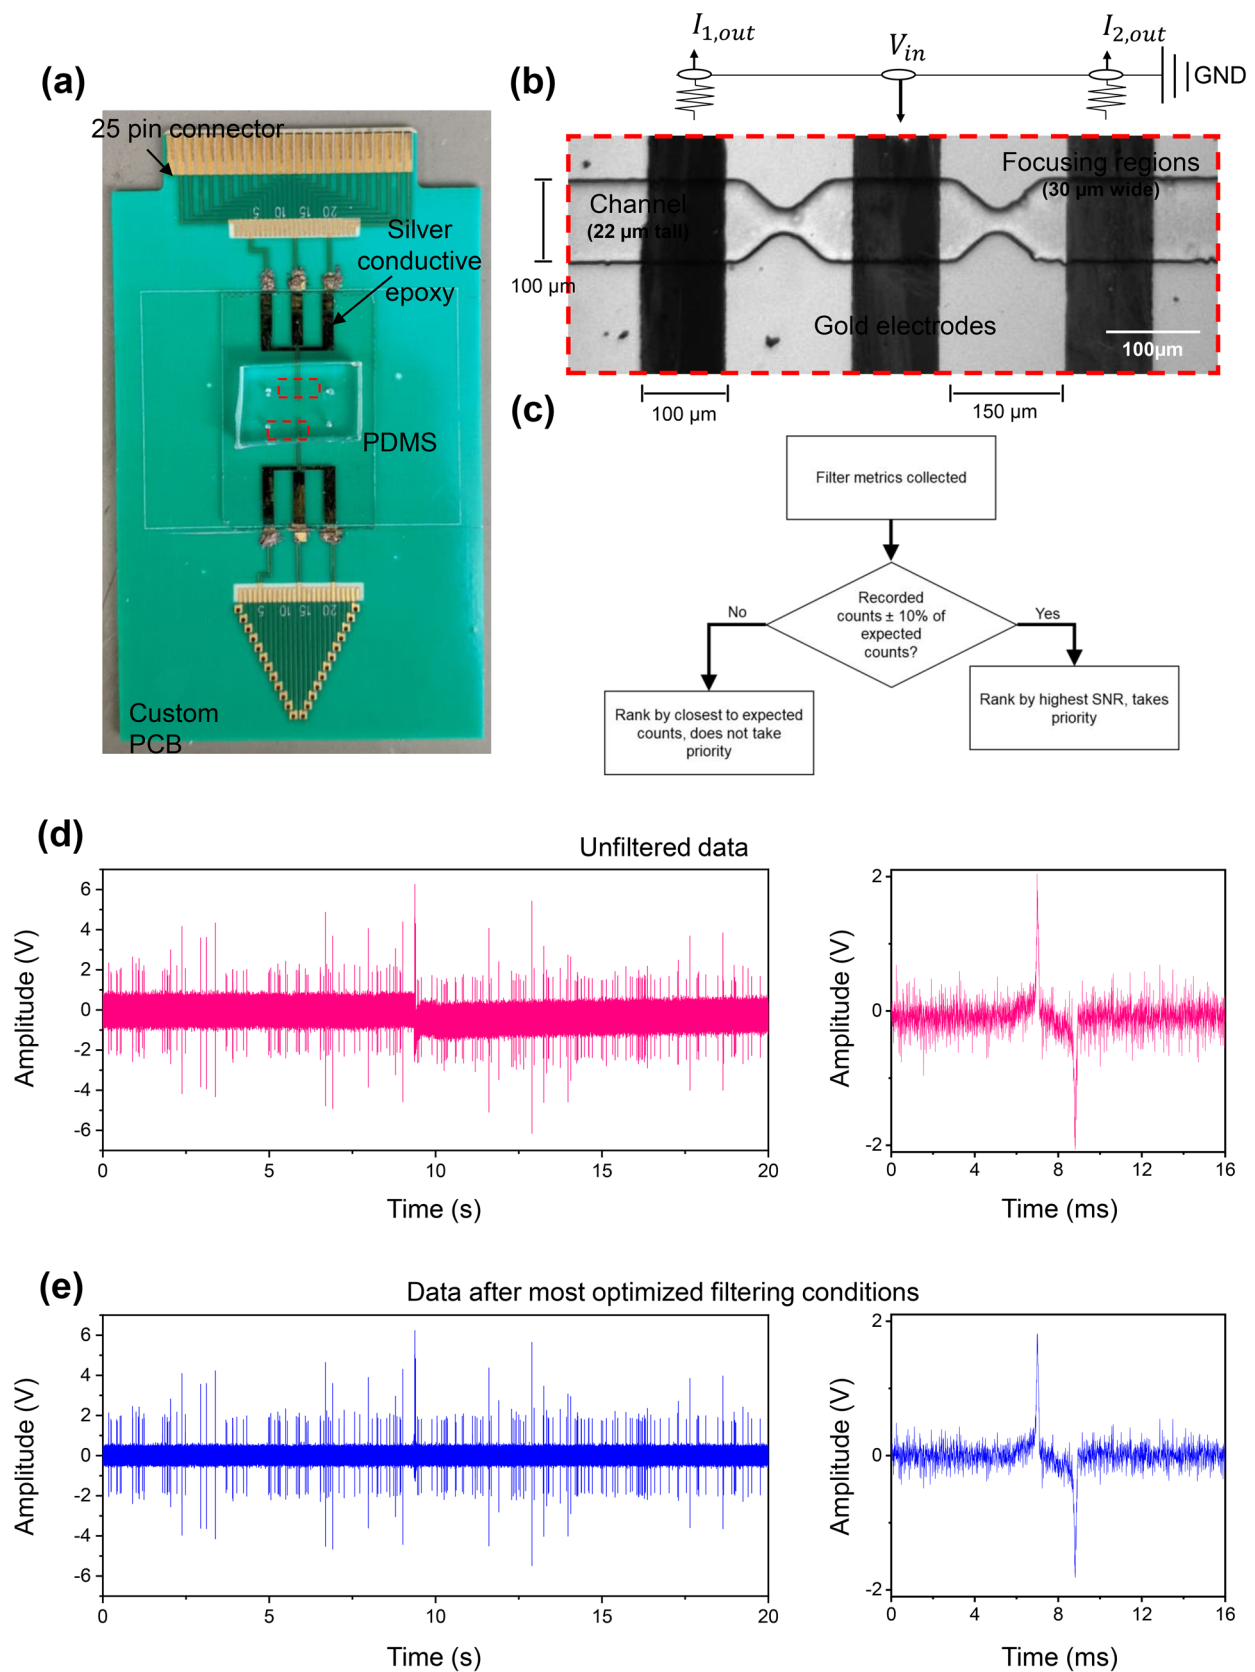 (a)
25 pin connector
5 10 15 20
Silver
conductive
epoxy
PDMS
5 10 15 20
Custom
PCB
(b)
I1,out
Vin
I2,out
GND
Focusing regions
(30 µm wide)
Channel
(22 µm tall)
100 µm
Gold electrodes
100µm
100 µm
150 µm
(c)
Filter metrics collected
Recorded
counts ± 10% of
expected
counts?
No
Yes
Rank by closest to expected
counts, does not take
priority
Rank by highest SNR, takes
priority
(d)
Unfiltered data
Amplitude (V)
6
4
2
0
-2
-4
-6
0 5 10 15 20
Time (s)
Amplitude (V)
2
0
-2
0 4 8 12 16
Time (ms)
(e)
Data after most optimized filtering conditions
Amplitude (V)
6
4
2
0
-2
-4
-6
0 5 10 15 20
Time (s)
Amplitude (V)
2
0
-2
0 4 8 12 16
Time (ms)